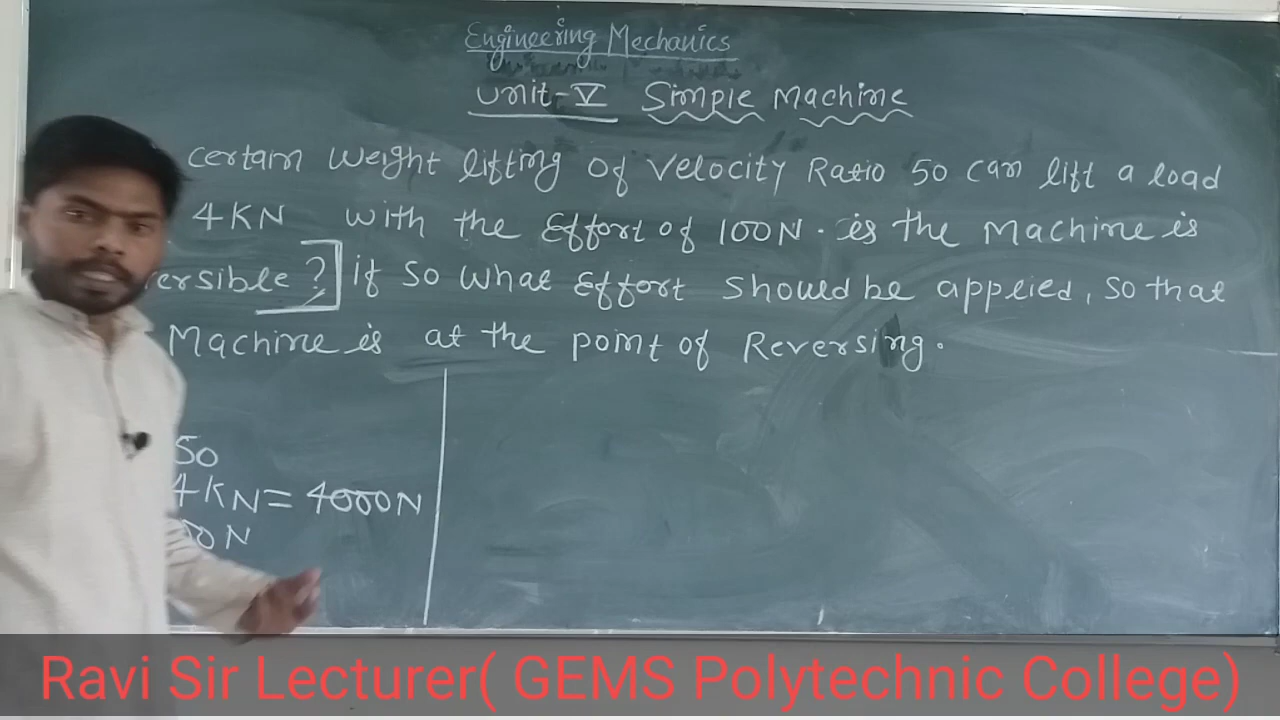 Engineering Mechanics
Unit-V Simple Machine
Certain Weight lifting Of Velocity Ratio 50 Can lift a load
4KN with the Effort of 100N. is the Machine is
ersible ? If So What Effort Should be applied, So that
Machine is at the point of Reversing.
50
4KN = 4000N
00N
Ravi Sir Lecturer( GEMS Polytechnic College)